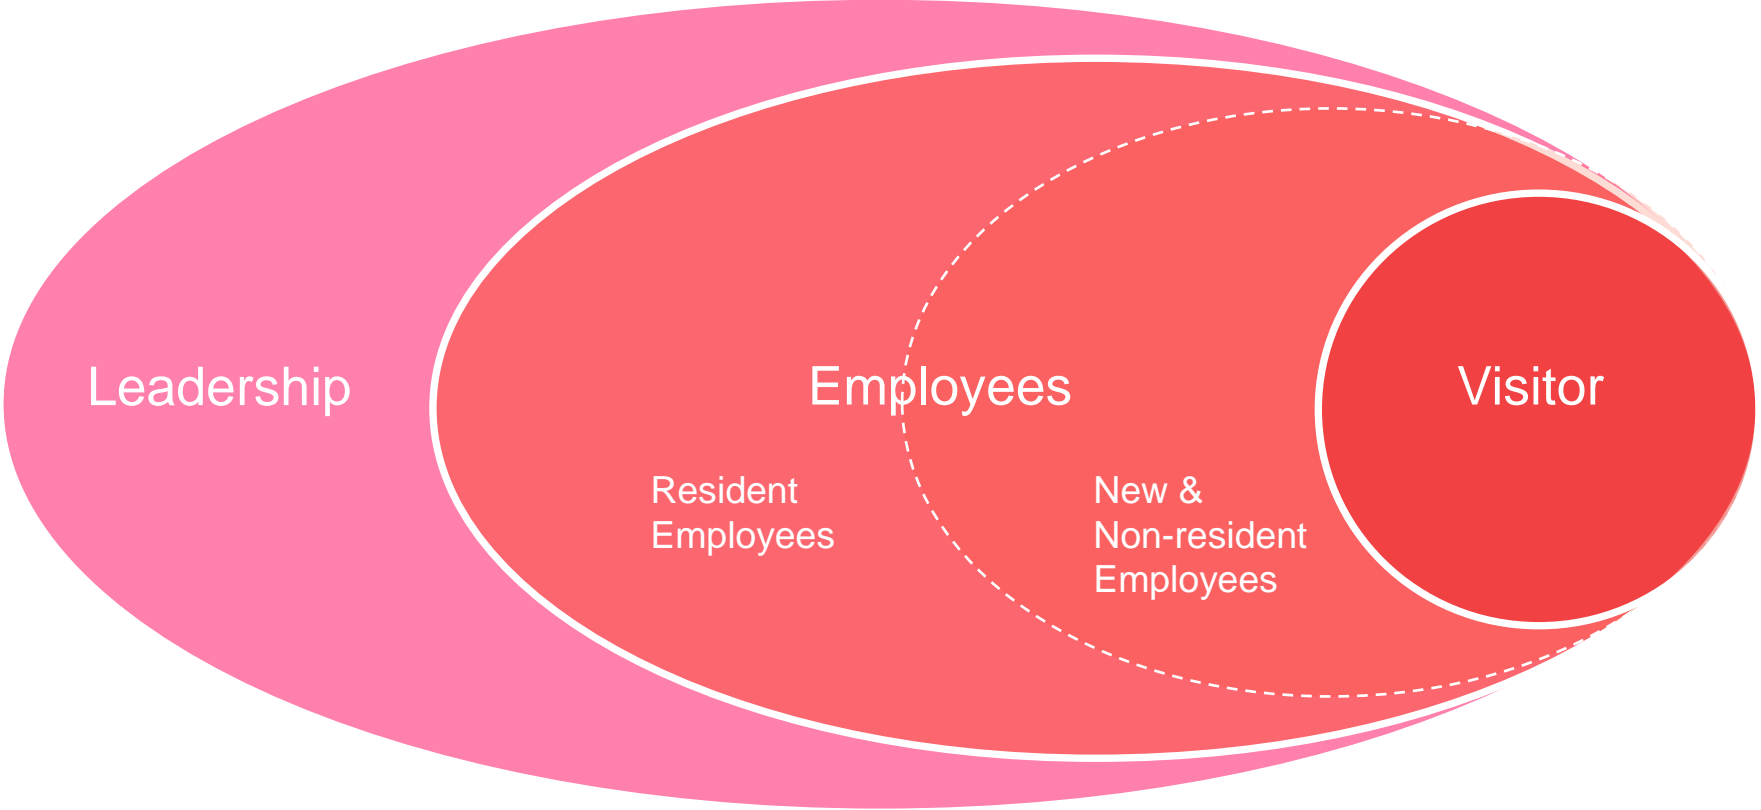 Leadership
Employees
Visitor
Resident
Employees
New &
Non-resident
Employees